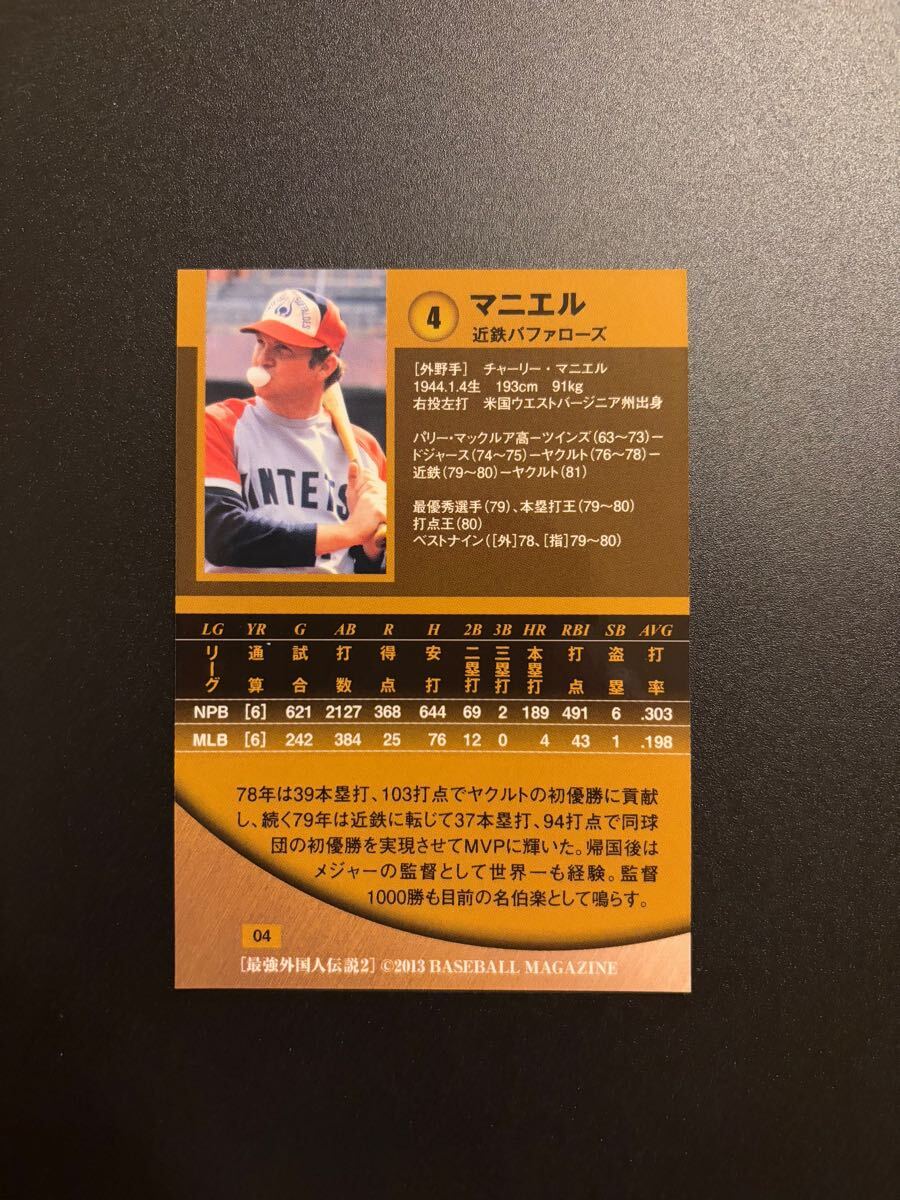 BUFFALOES
INTETS
4
マニエル
近鉄バファローズ
[外野手] チャーリー・マニエル
1944.1.4生 193cm 91kg
右投左打 米国ウエストバージニア州出身
パリー・マックルア高ーツインズ(63〜73)ー
ドジャース(74〜75)ーヤクルト(76〜78)ー
近鉄(79〜80)ーヤクルト(81)
最優秀選手(79)、本塁打王(79〜80)
打点王(80)
ベストナイン([外]78、[指]79〜80)
LG YR G AB R H 2B 3B HR RBI SB AVG
リーグ 通算 試合 打数 得点 安打 二塁打 三塁打 本塁打 打点 盗塁 打率
NPB [6] 621 2127 368 644 69 2 189 491 6 .303
MLB [6] 242 384 25 76 12 0 4 43 1 .198
78年は39本塁打、103打点でヤクルトの初優勝に貢献
し、続く79年は近鉄に転じて37本塁打、94打点で同球
団の初優勝を実現させてMVPに輝いた。帰国後は
メジャーの監督として世界一も経験。監督
1000勝も目前の名伯楽として鳴らす。
04
[最強外国人伝説2] ©2013 BASEBALL MAGAZINE